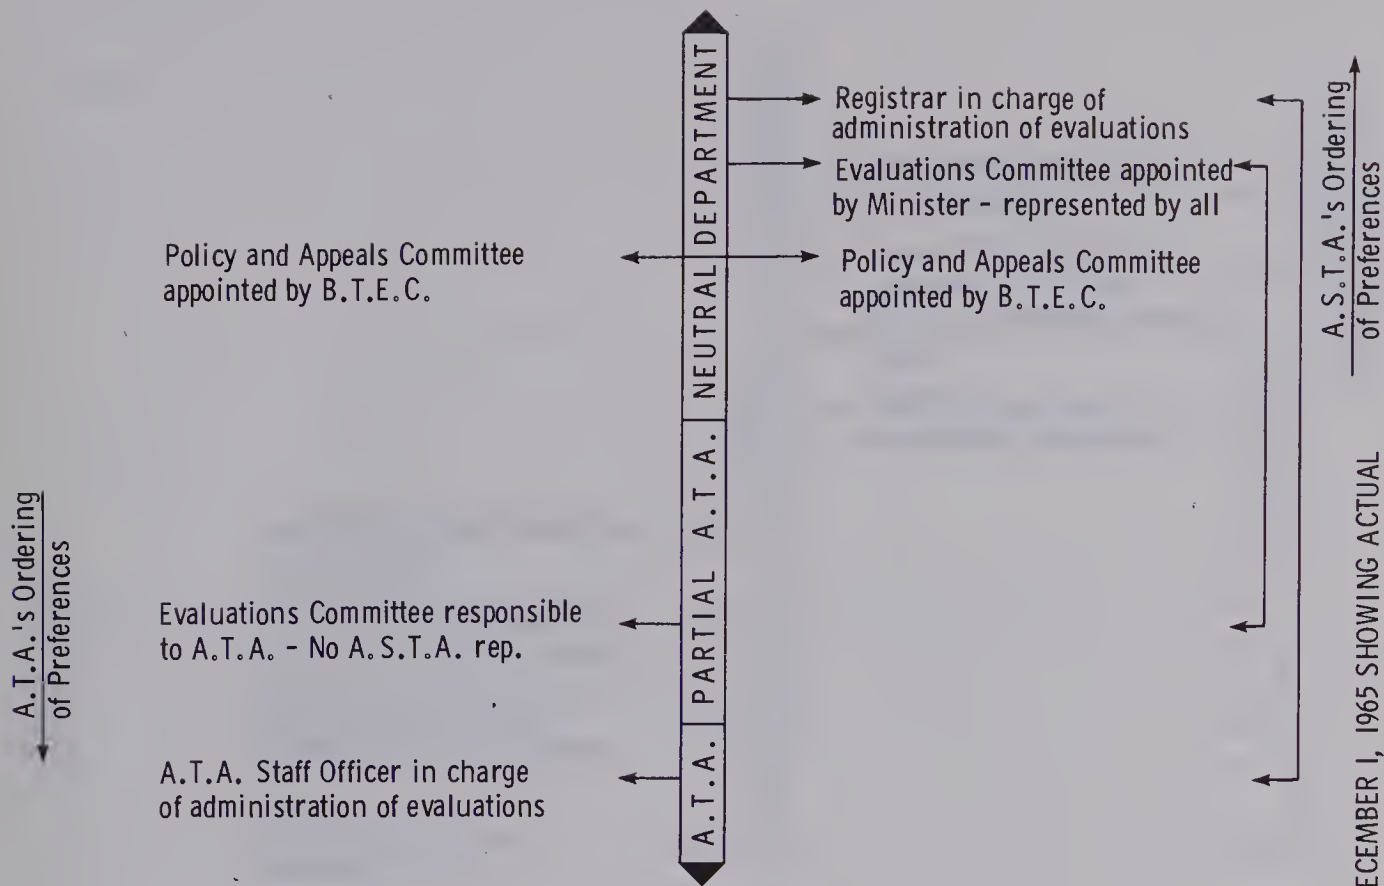 Registrar in charge of
administration of evaluations
Evaluations Committee appointed
by Minister - represented by all
Policy and Appeals Committee
appointed by B.T.E.C.
Policy and Appeals Committee
appointed by B.T.E.C.
Evaluations Committee responsible
to A.T.A. - No A.S.T.A. rep.
A.T.A. Staff Officer in charge
of administration of evaluations
NEUTRAL DEPARTMENT
PARTIAL A.T.A.
A.T.A.
A.T.A.'s Ordering
of Preferences
A.S.T.A.'s Ordering
of Preferences
ECEMBER 1, 1965 SHOWING ACTUAL